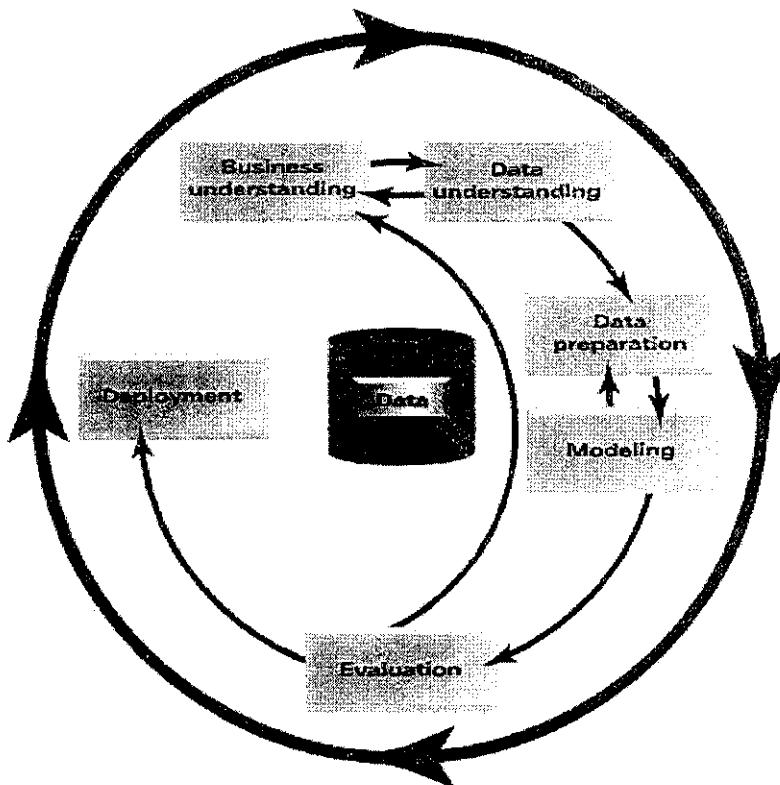 Business
understanding
Data
understanding
Data
preparation
Deployment
Data
Modeling
Evaluation